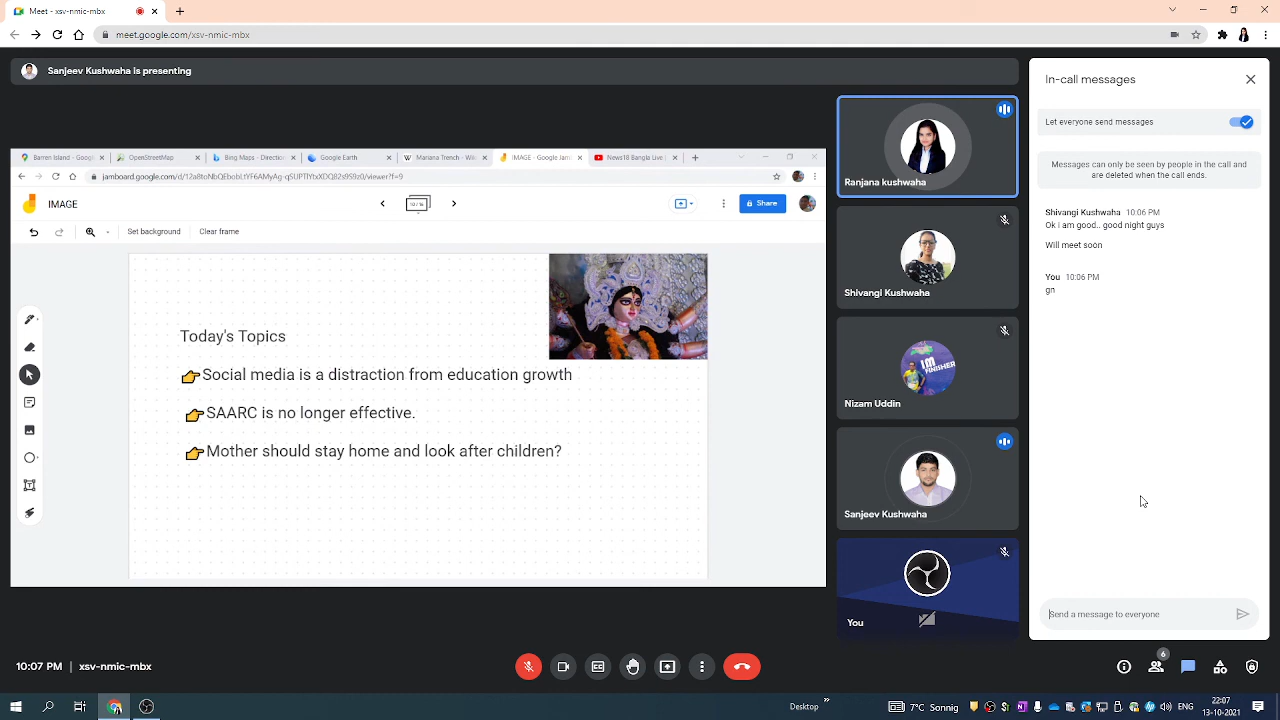 Meet - xsv-nmic-mbx
meet.google.com/xsv-nmic-mbx
Sanjeev Kushwaha is presenting
Barren Island - Goog
OpenStreetMap
Bing Maps - Direction
Google Earth
Mariana Trench - Wiki
IMAGE - Google Jam
News18 Bangla Live
IMAGE
10 / 16
Share
Set background
Clear frame
Today's Topics
👉Social media is a distraction from education growth
👉SAARC is no longer effective.
👉Mother should stay home and look after children?
I'M
FINISHER
Ranjana kushwaha
Shivangi Kushwaha
Nizam Uddin
Sanjeev Kushwaha
You
In-call messages
Let everyone send messages
Messages can only be seen by people in the call and
are deleted when the call ends.
Shivangi Kushwaha 10:06 PM
Ok i am good.. good night guys
Will meet soon
You 10:06 PM
gn
Send a message to everyone
10:07 PM | xsv-nmic-mbx
6
Desktop
7°C Sonnig
22:07
13-10-2021